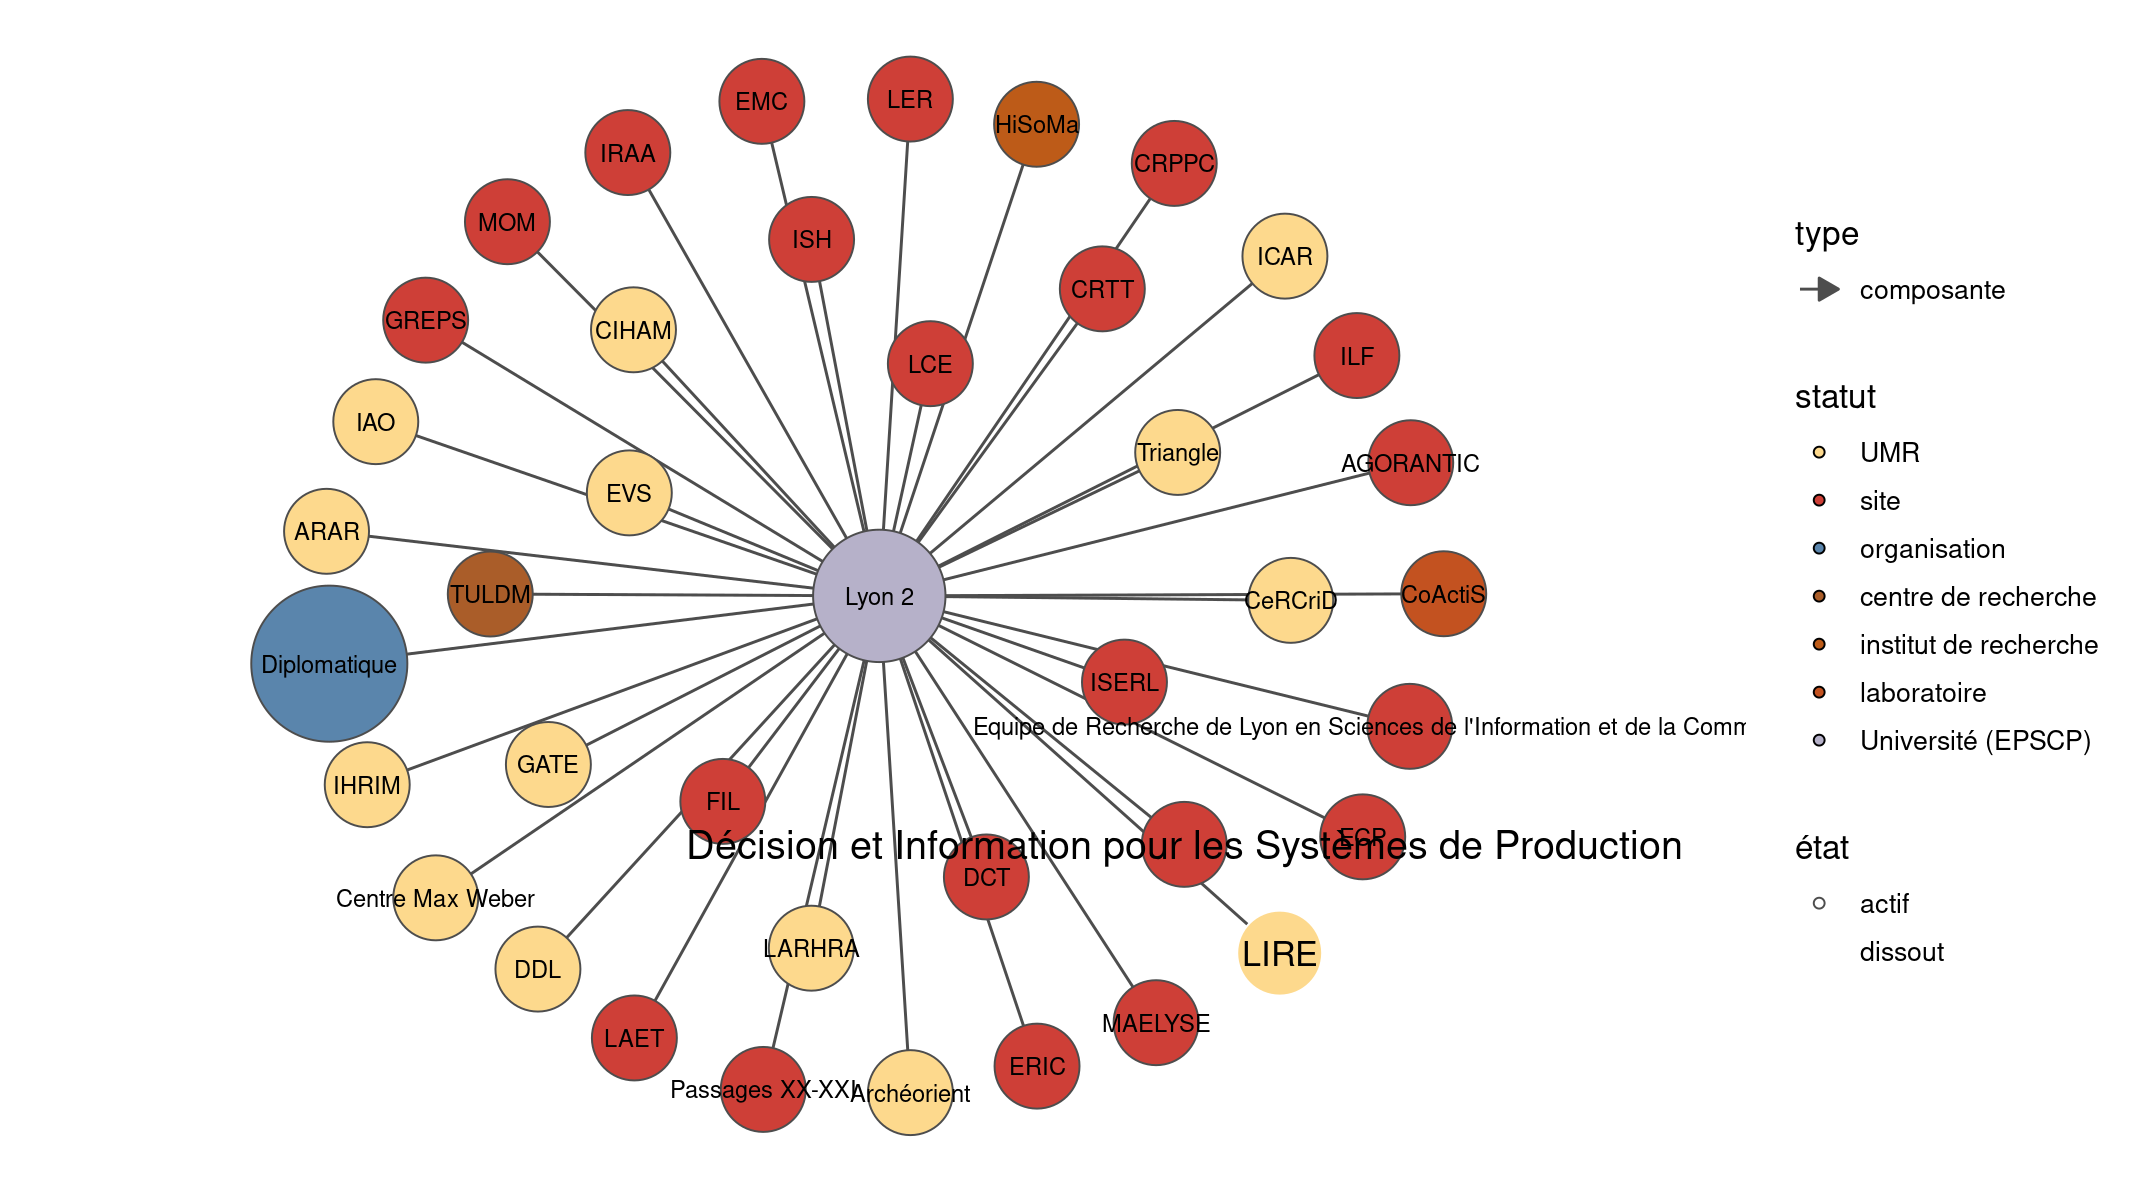 EMC
LER
HiSoMa
IRAA
CRPPC
MOM
ISH
ICAR
CRTT
GREPS
CIHAM
LCE
ILF
IAO
Triangle
AGORANTIC
EVS
ARAR
TULDM
Lyon 2
CeRCriD
CoActiS
Diplomatique
ISERL
Equipe de Recherche de Lyon en Sciences de l'Information et de la Comm
IHRIM
GATE
FIL
Décision et Information pour les Systèmes de Production
ECP
DCT
Centre Max Weber
LARHRA
LIRE
DDL
MAELYSE
LAET
ERIC
Passages XX-XXI
Archéorient
type
composante
statut
UMR
site
organisation
centre de recherche
institut de recherche
laboratoire
Université (EPSCP)
état
actif
dissout